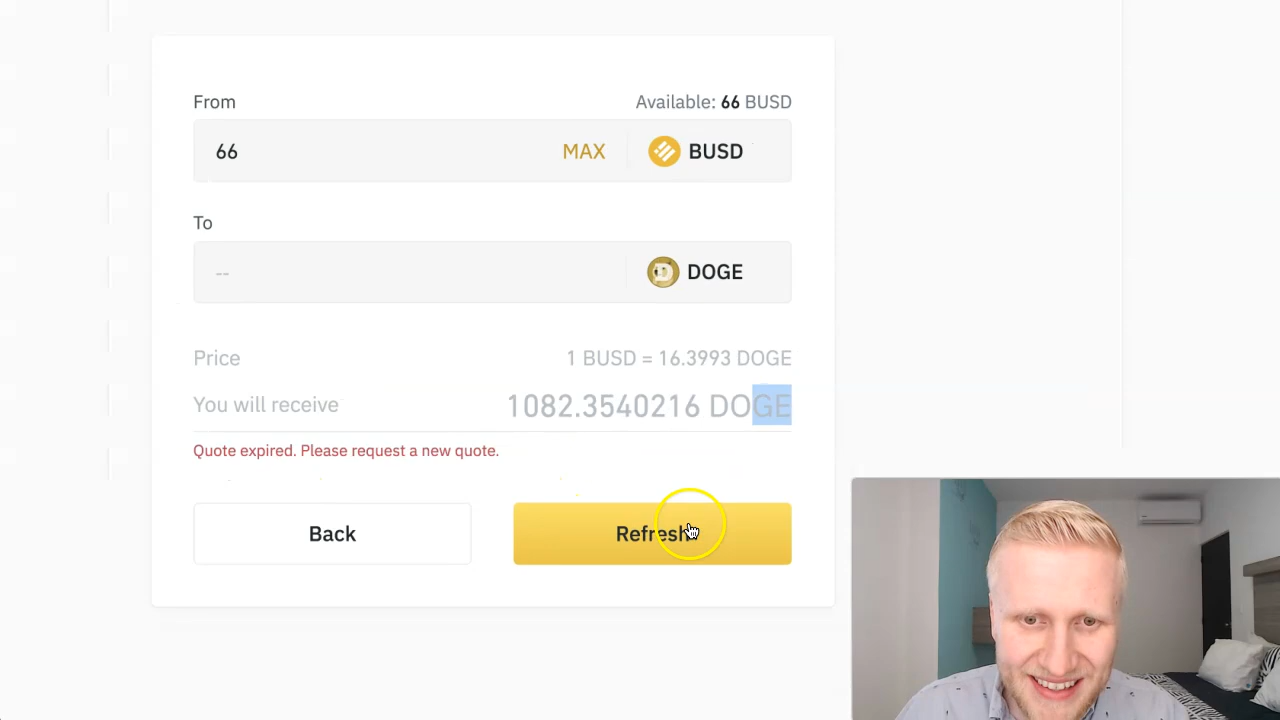 From
Available: 66 BUSD
66
MAX
BUSD
To
--
DOGE
Price
1 BUSD = 16.3993 DOGE
You will receive
1082.3540216 DOGE
Quote expired. Please request a new quote.
Back
Refresh